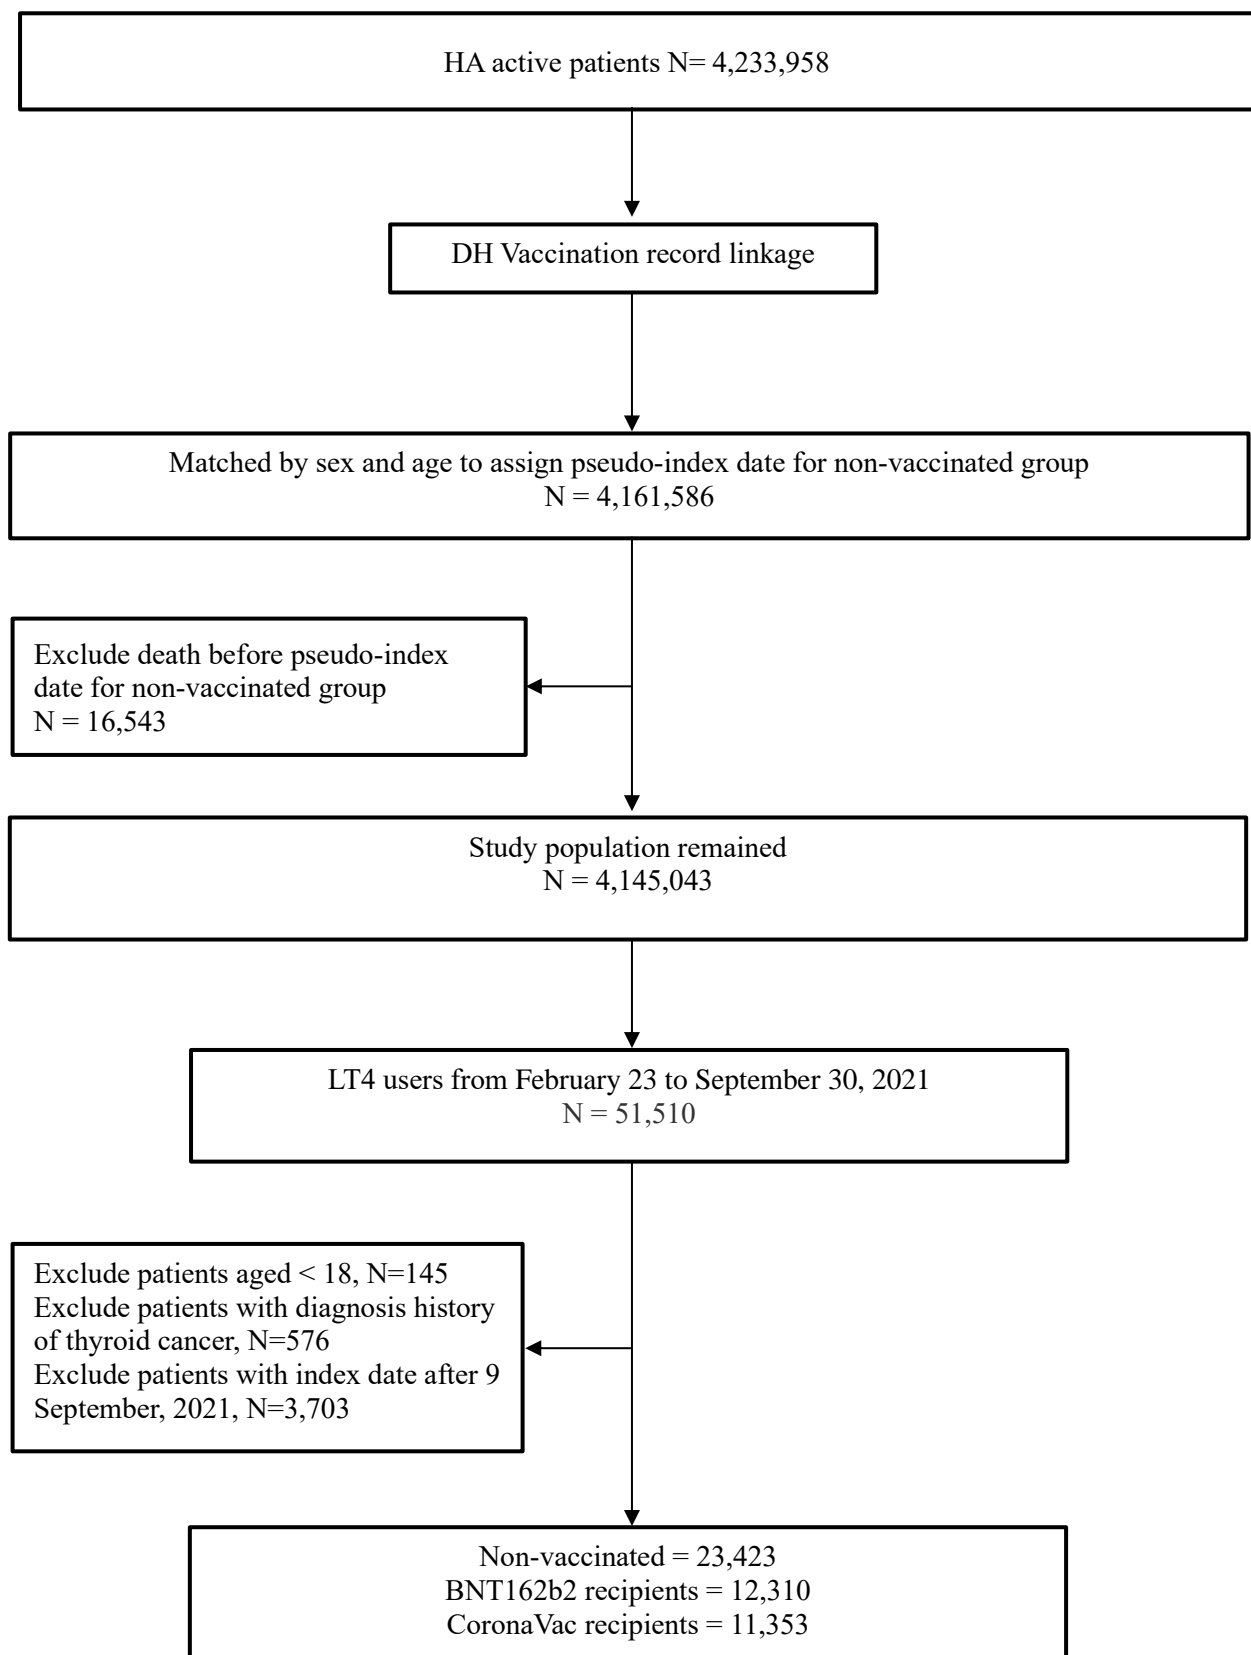 HA active patients N= 4,233,958
DH Vaccination record linkage
Matched by sex and age to assign pseudo-index date for non-vaccinated group
N = 4,161,586
Exclude death before pseudo-index
date for non-vaccinated group
N = 16,543
Study population remained
N = 4,145,043
LT4 users from February 23 to September 30, 2021
N = 51,510
Exclude patients aged < 18, N=145
Exclude patients with diagnosis history
of thyroid cancer, N=576
Exclude patients with index date after 9
September, 2021, N=3,703
Non-vaccinated = 23,423
BNT162b2 recipients = 12,310
CoronaVac recipients = 11,353